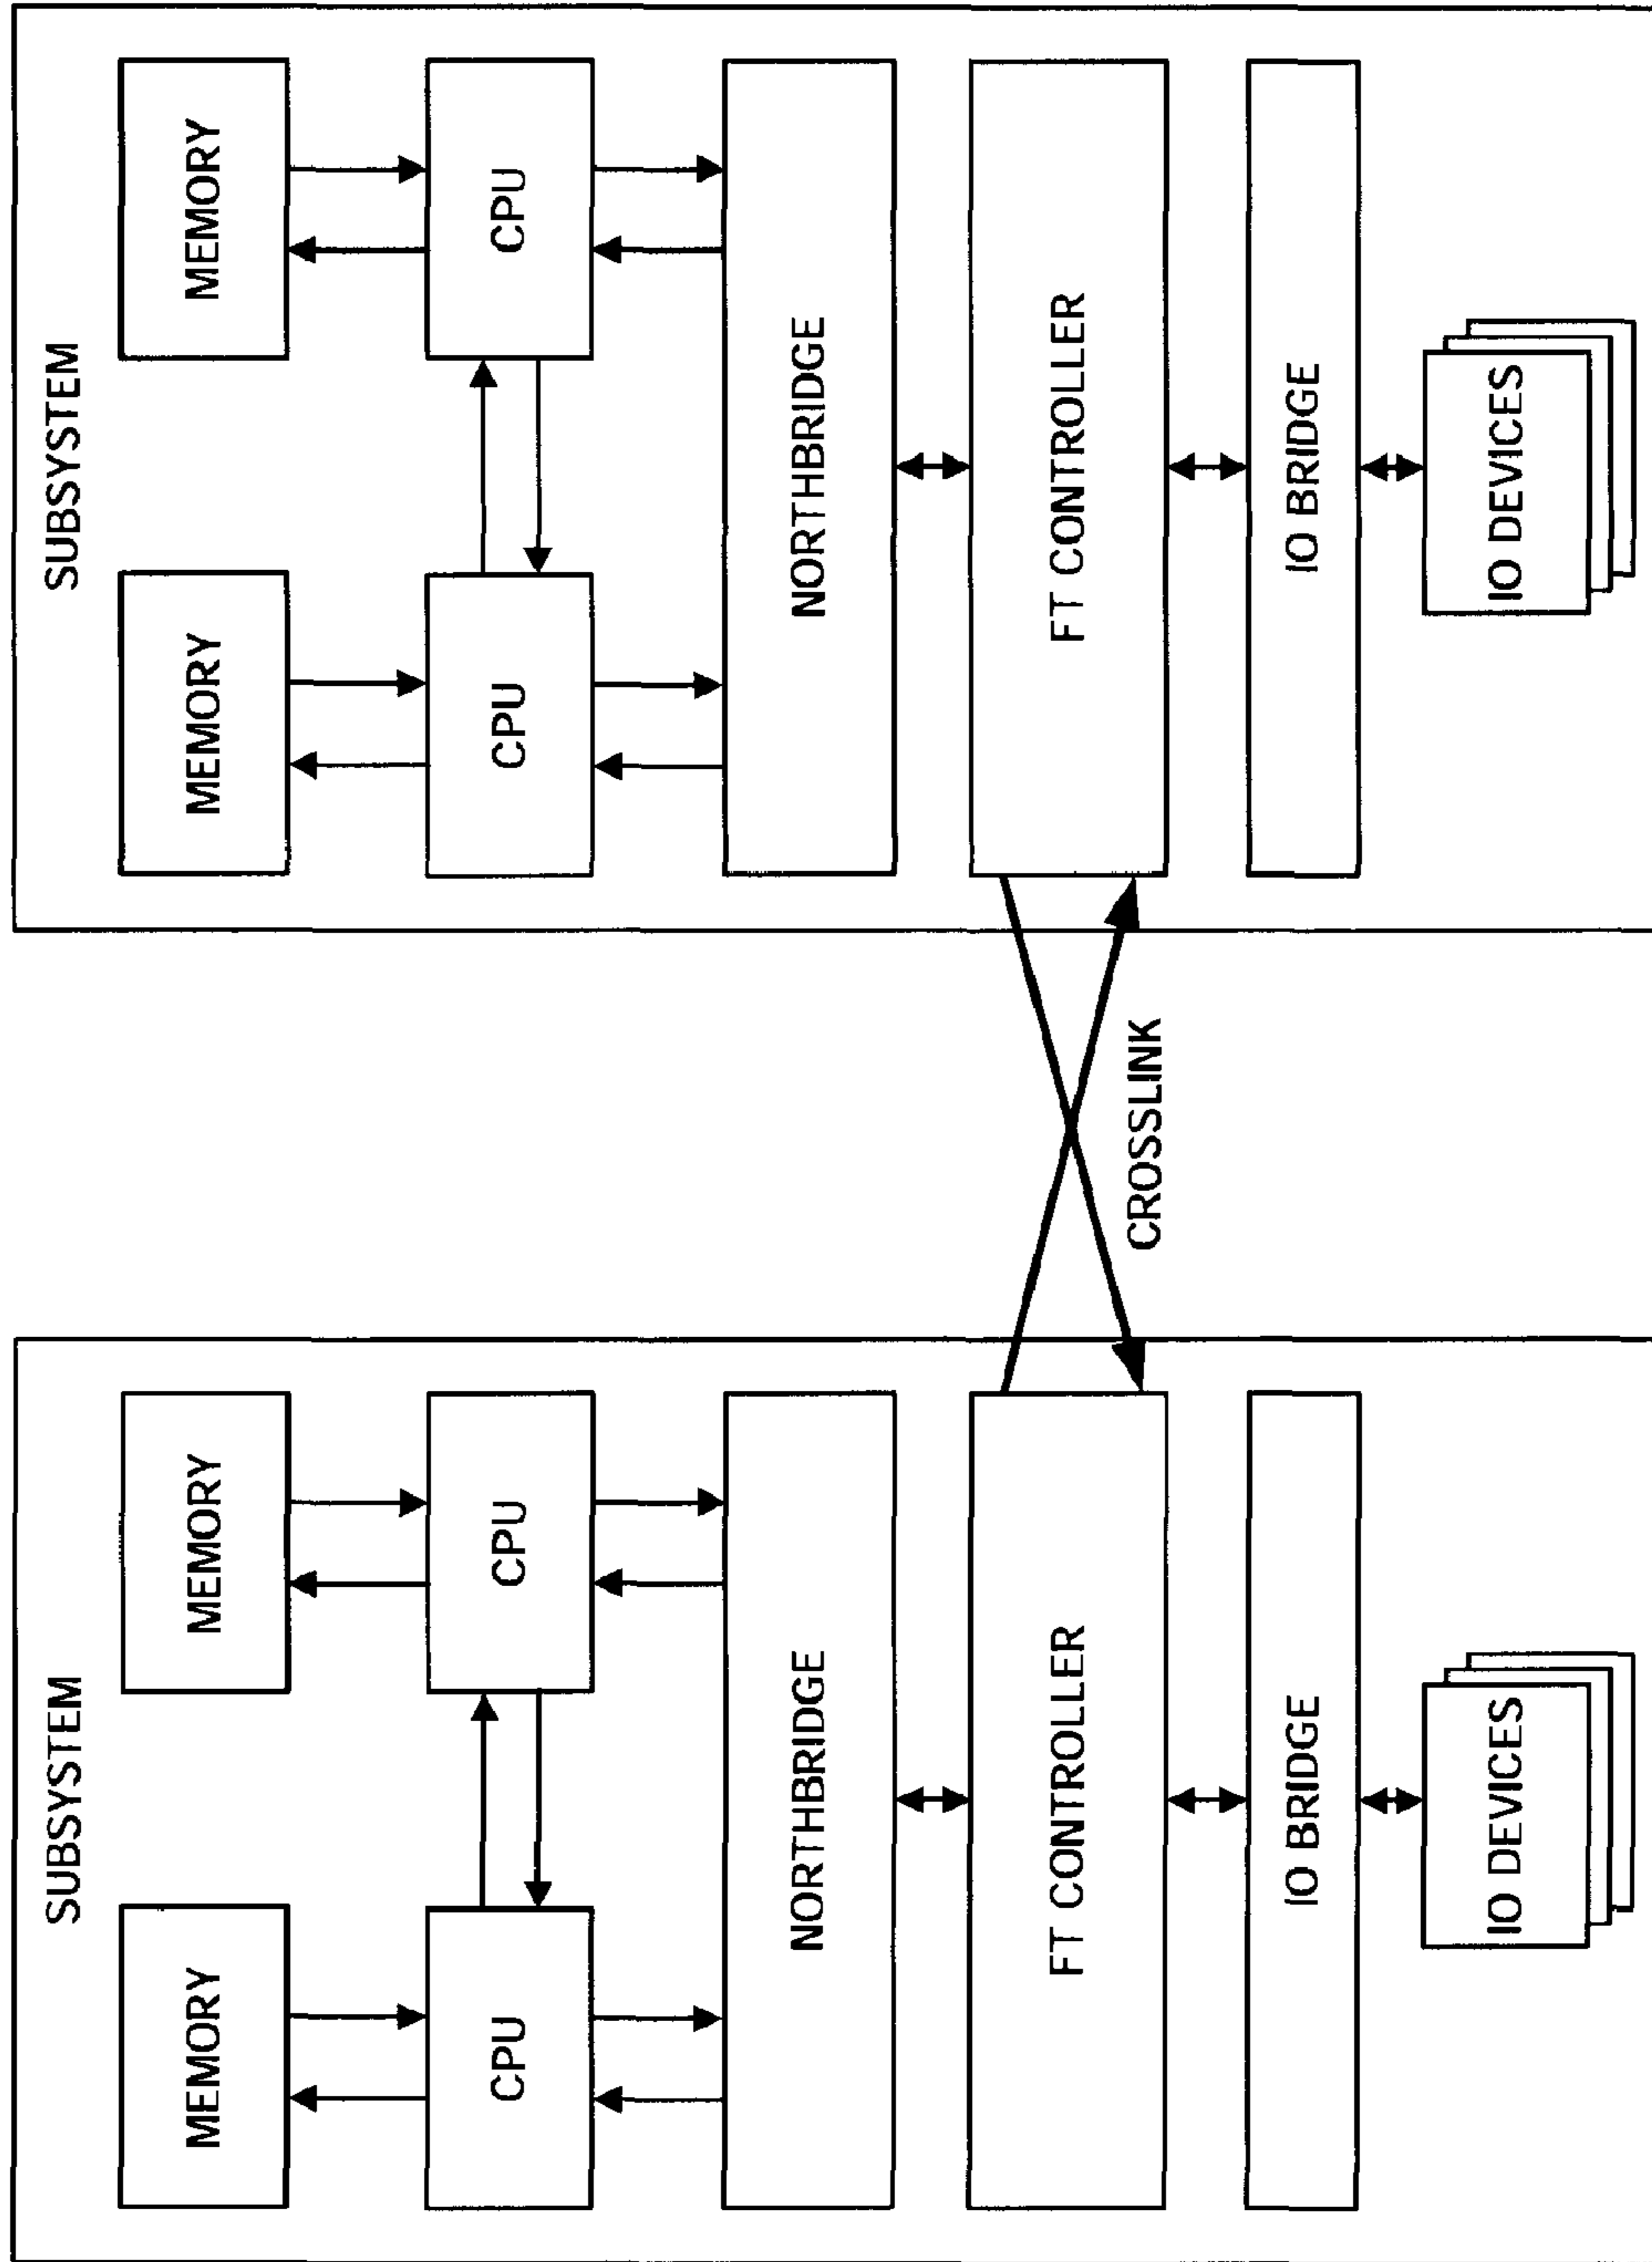 SUBSYSTEM
MEMORY
MEMORY
CPU
CPU
NORTHBRIDGE
FT CONTROLLER
IO BRIDGE
IO DEVICES
CROSSLINK
SUBSYSTEM
MEMORY
MEMORY
CPU
CPU
NORTHBRIDGE
FT CONTROLLER
IO BRIDGE
IO DEVICES